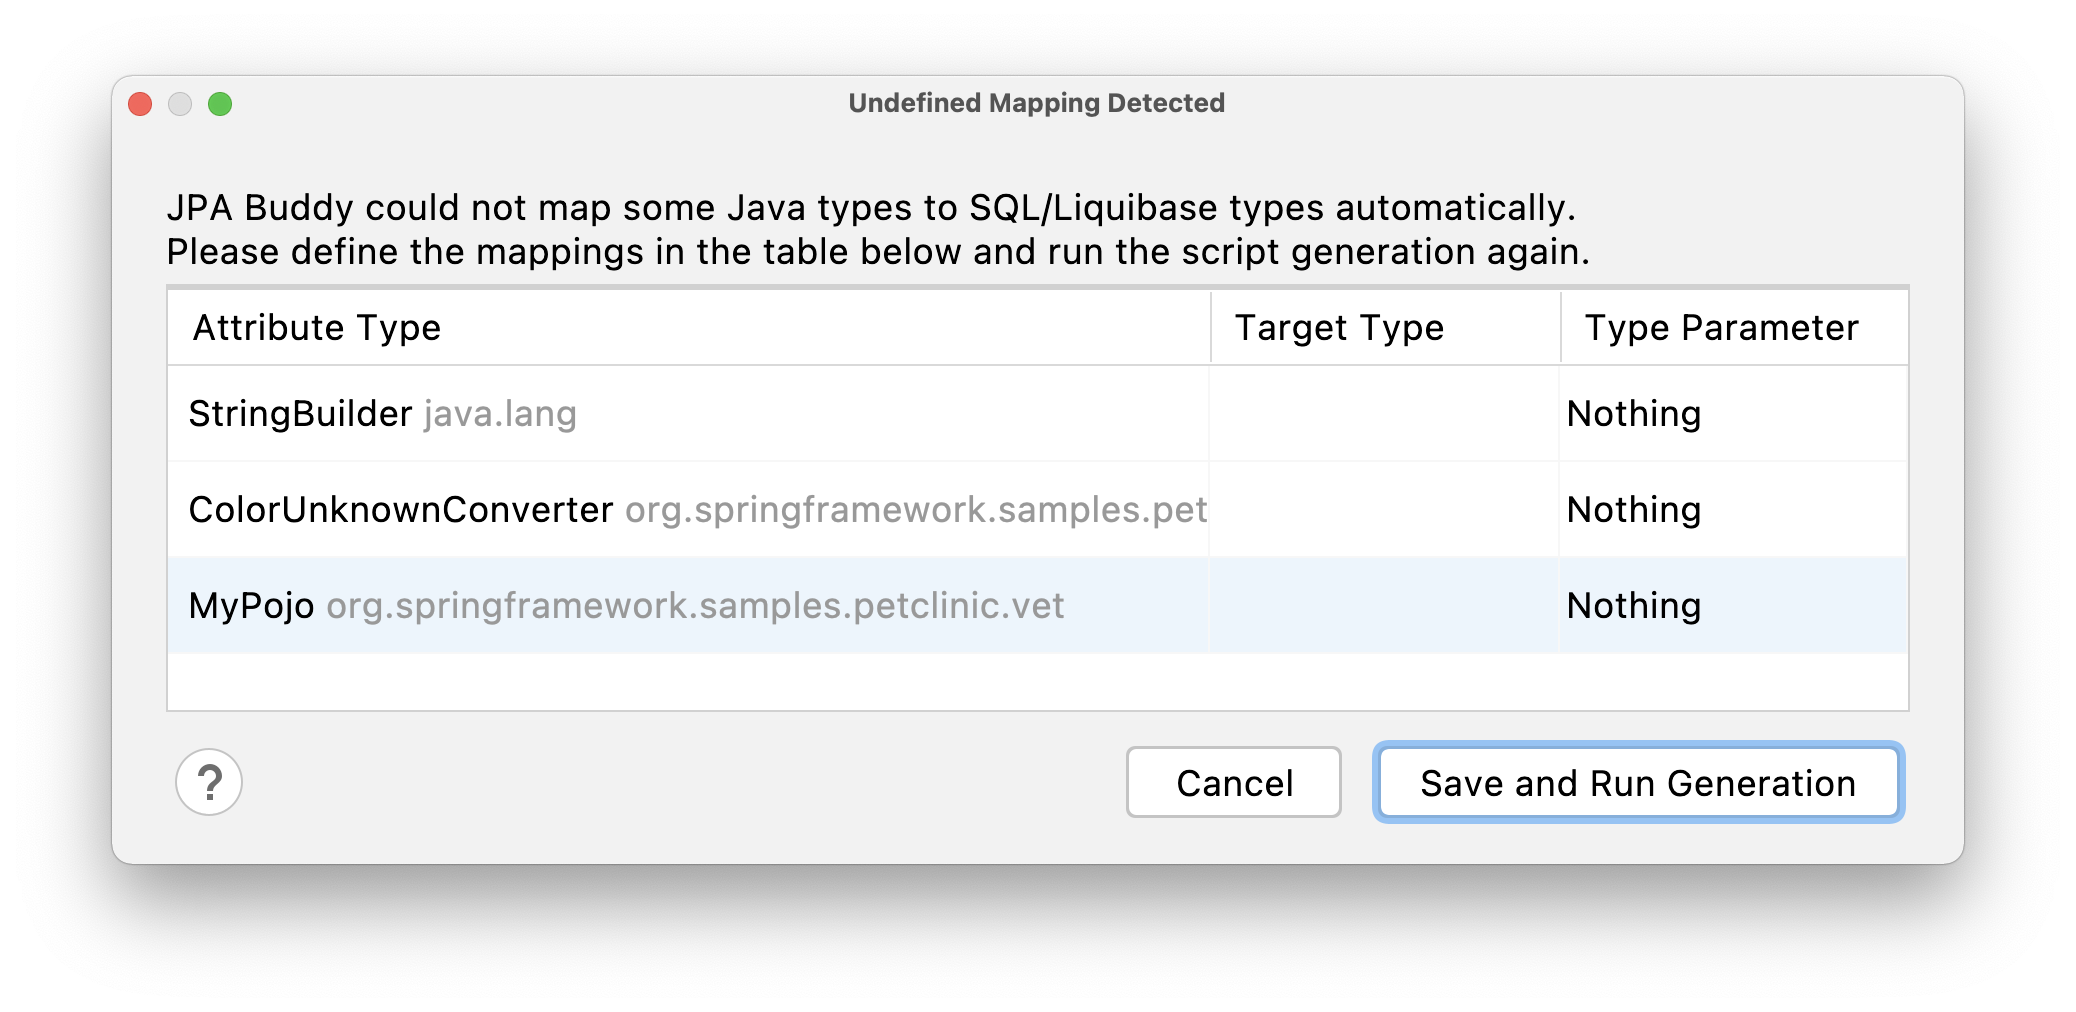 Undefined Mapping Detected
JPA Buddy could not map some Java types to SQL/Liquibase types automatically.
Please define the mappings in the table below and run the script generation again.
Attribute Type Target Type Type Parameter
StringBuilder java.lang Nothing
ColorUnknownConverter org.springframework.samples.pet Nothing
MyPojo org.springframework.samples.petclinic.vet Nothing
? Cancel Save and Run Generation